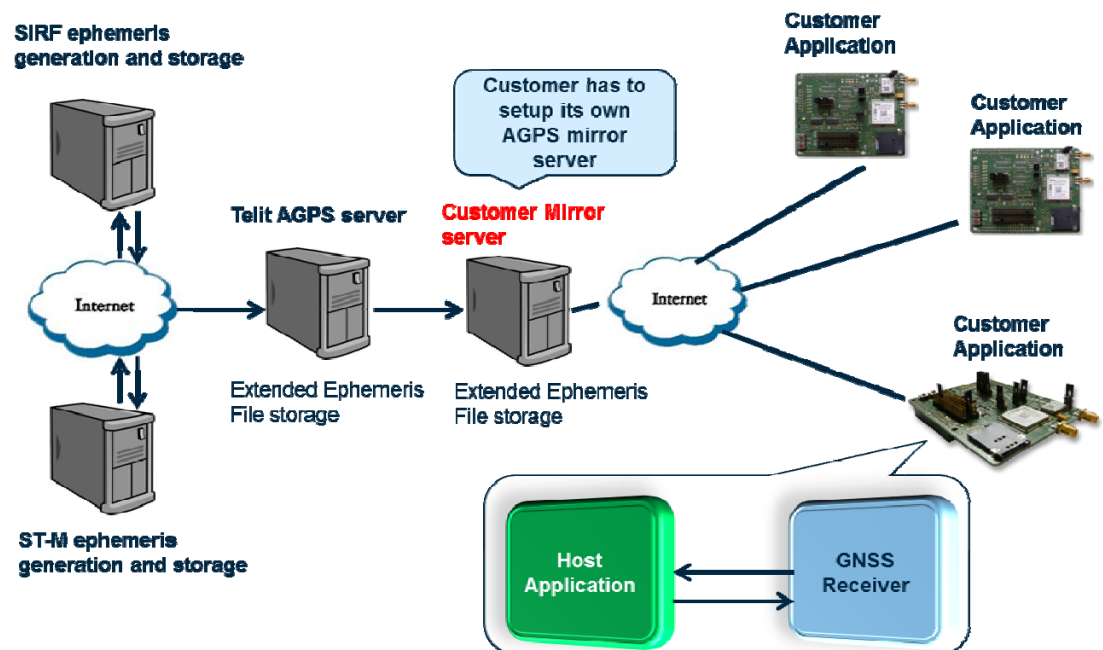 SIRF ephemeris
generation and storage
Customer
Application
Customer has to
setup its own
AGPS mirror
server
Customer
Application
Telit AGPS server
Customer Mirror
server
Internet
Internet
Customer
Application
Extended Ephemeris
File storage
Extended Ephemeris
File storage
ST-M ephemeris
generation and storage
Host
Application
GNSS
Receiver